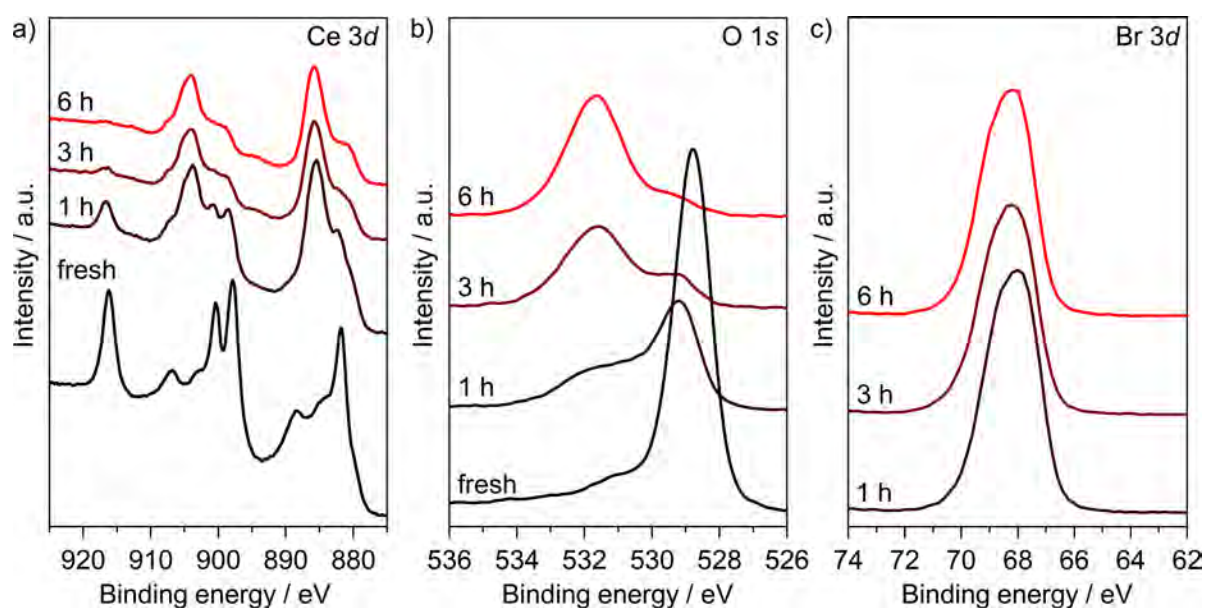 a)
Ce 3d
6 h
3 h
1 h
fresh
Intensity / a.u.
920 910 900 890 880
Binding energy / eV
b)
O 1s
6 h
3 h
1 h
fresh
Intensity / a.u.
536 534 532 530 528 526
Binding energy / eV
c)
Br 3d
6 h
3 h
1 h
Intensity / a.u.
74 72 70 68 66 64 62
Binding energy / eV